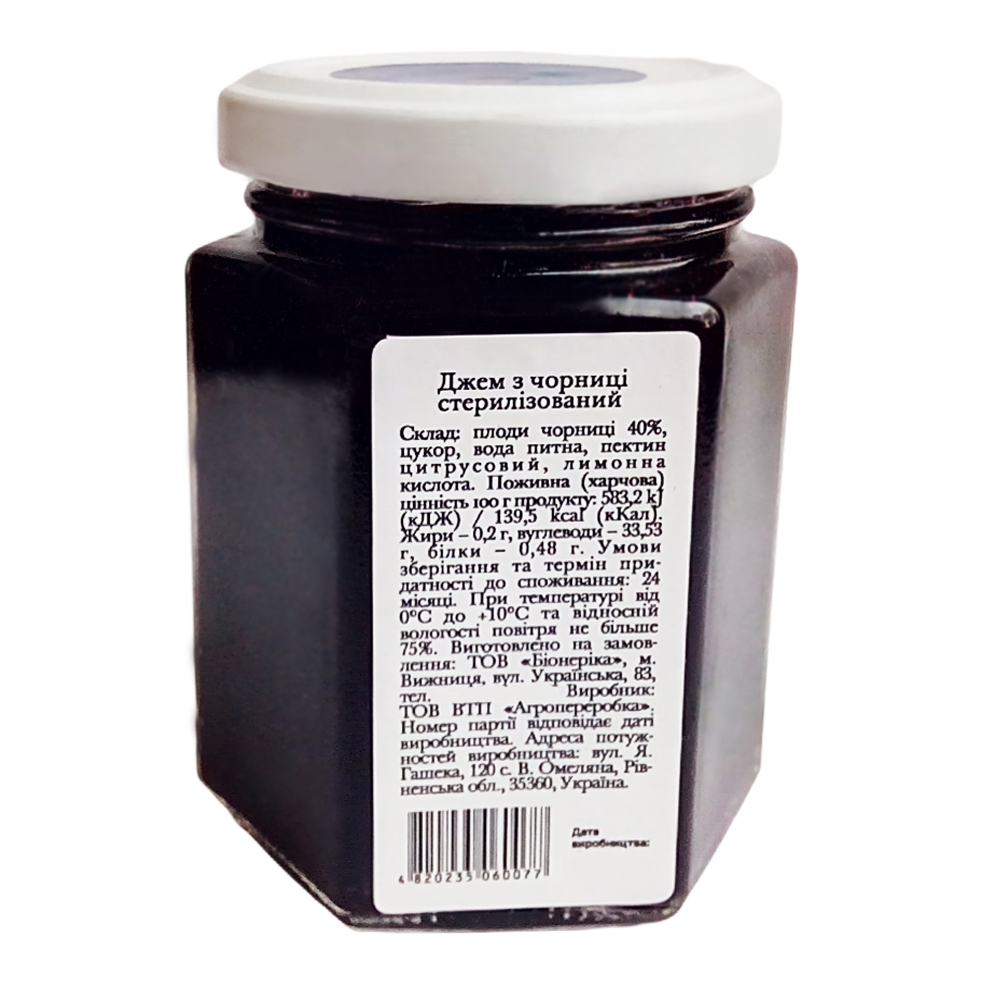 Джем з чорниці
стерилізований
Склад: плоди чорниці 40%,
цукор, вода питна, пектин
цитрусовий, лимонна
кислота. Поживна (харчова)
цінність 100 г продукту: 583,2 kJ
(кДЖ) / 139,5 kcal (кКал).
Жири – 0,2 г, вуглеводи – 33,53
г, білки – 0,48 г. Умови
зберігання та термін при-
датності до споживання: 24
місяці. При температурі від
0°С до +10°С та відносній
вологості повітря не більше
75%. Виготовлено на замов-
лення: ТОВ «Біонеріка», м.
Вижниця, вул. Українська, 83,
тел. Виробник:
ТОВ ВТП «Агропереробка».
Номер партії відповідає даті
виробництва. Адреса потуж-
ностей виробництва: вул. Я.
Гашека, 120 с. В. Омеляна, Рів-
ненська обл., 35360, Україна.
Дата
виробництва:
4 820235 060077